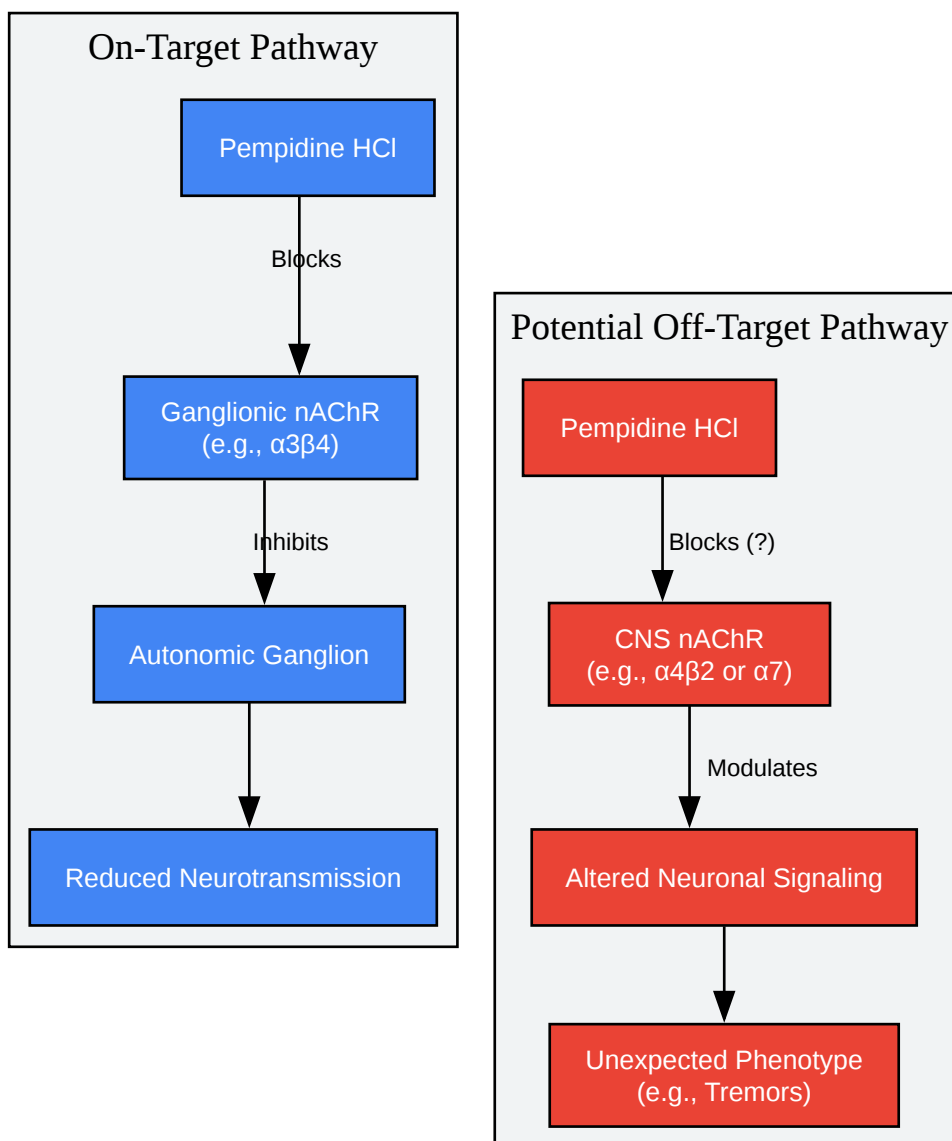 On-Target Pathway
Pempidine HCl
Blocks
Ganglionic nAChR
(e.g., α3β4)
Inhibits
Autonomic Ganglion
Reduced Neurotransmission
Potential Off-Target Pathway
Pempidine HCl
Blocks (?)
CNS nAChR
(e.g., α4β2 or α7)
Modulates
Altered Neuronal Signaling
Unexpected Phenotype
(e.g., Tremors)